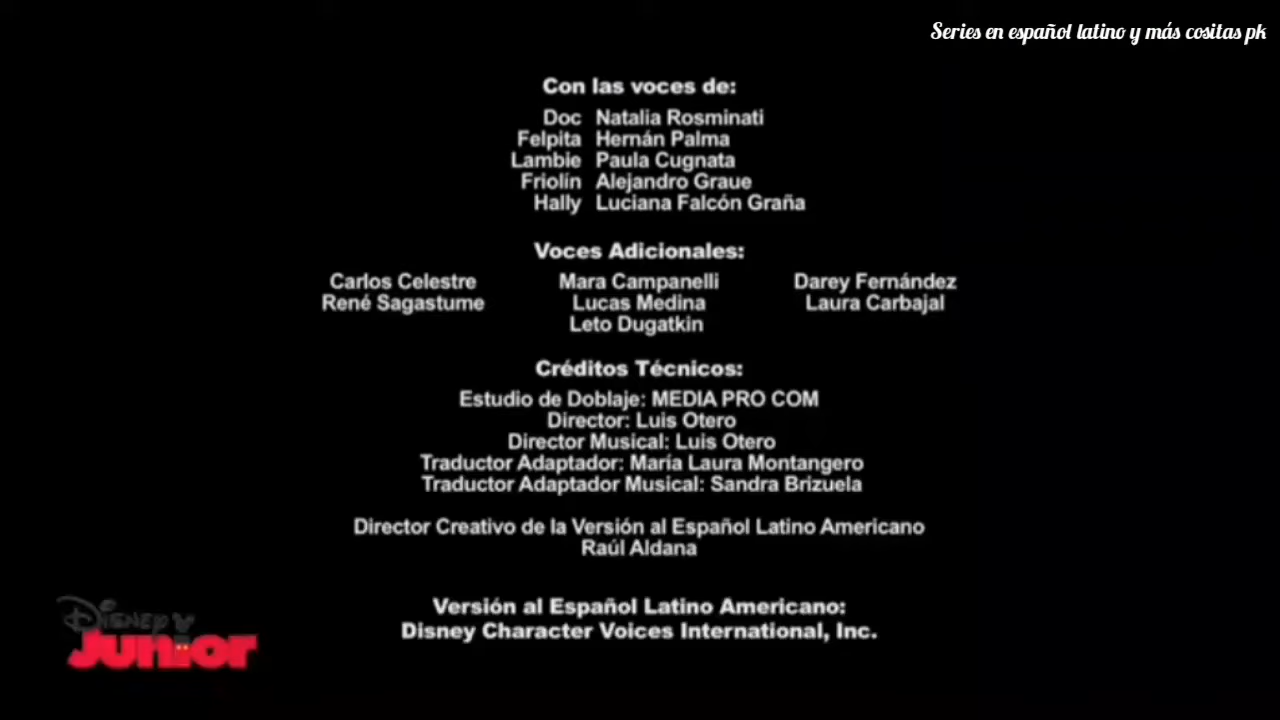 Series en español latino y más cositas pk
Con las voces de:
Doc Natalia Rosminati
Felpita Hernán Palma
Lambie Paula Cugnata
Friolín Alejandro Graue
Hally Luciana Falcón Graña
Voces Adicionales:
Carlos Celestre Mara Campanelli Darey Fernández
René Sagastume Lucas Medina Laura Carbajal
Leto Dugatkin
Créditos Técnicos:
Estudio de Doblaje: MEDIA PRO COM
Director: Luis Otero
Director Musical: Luis Otero
Traductor Adaptador: María Laura Montangero
Traductor Adaptador Musical: Sandra Brizuela
Director Creativo de la Versión al Español Latino Americano
Raúl Aldana
Versión al Español Latino Americano:
Disney Character Voices International, Inc.
Disney
Junior